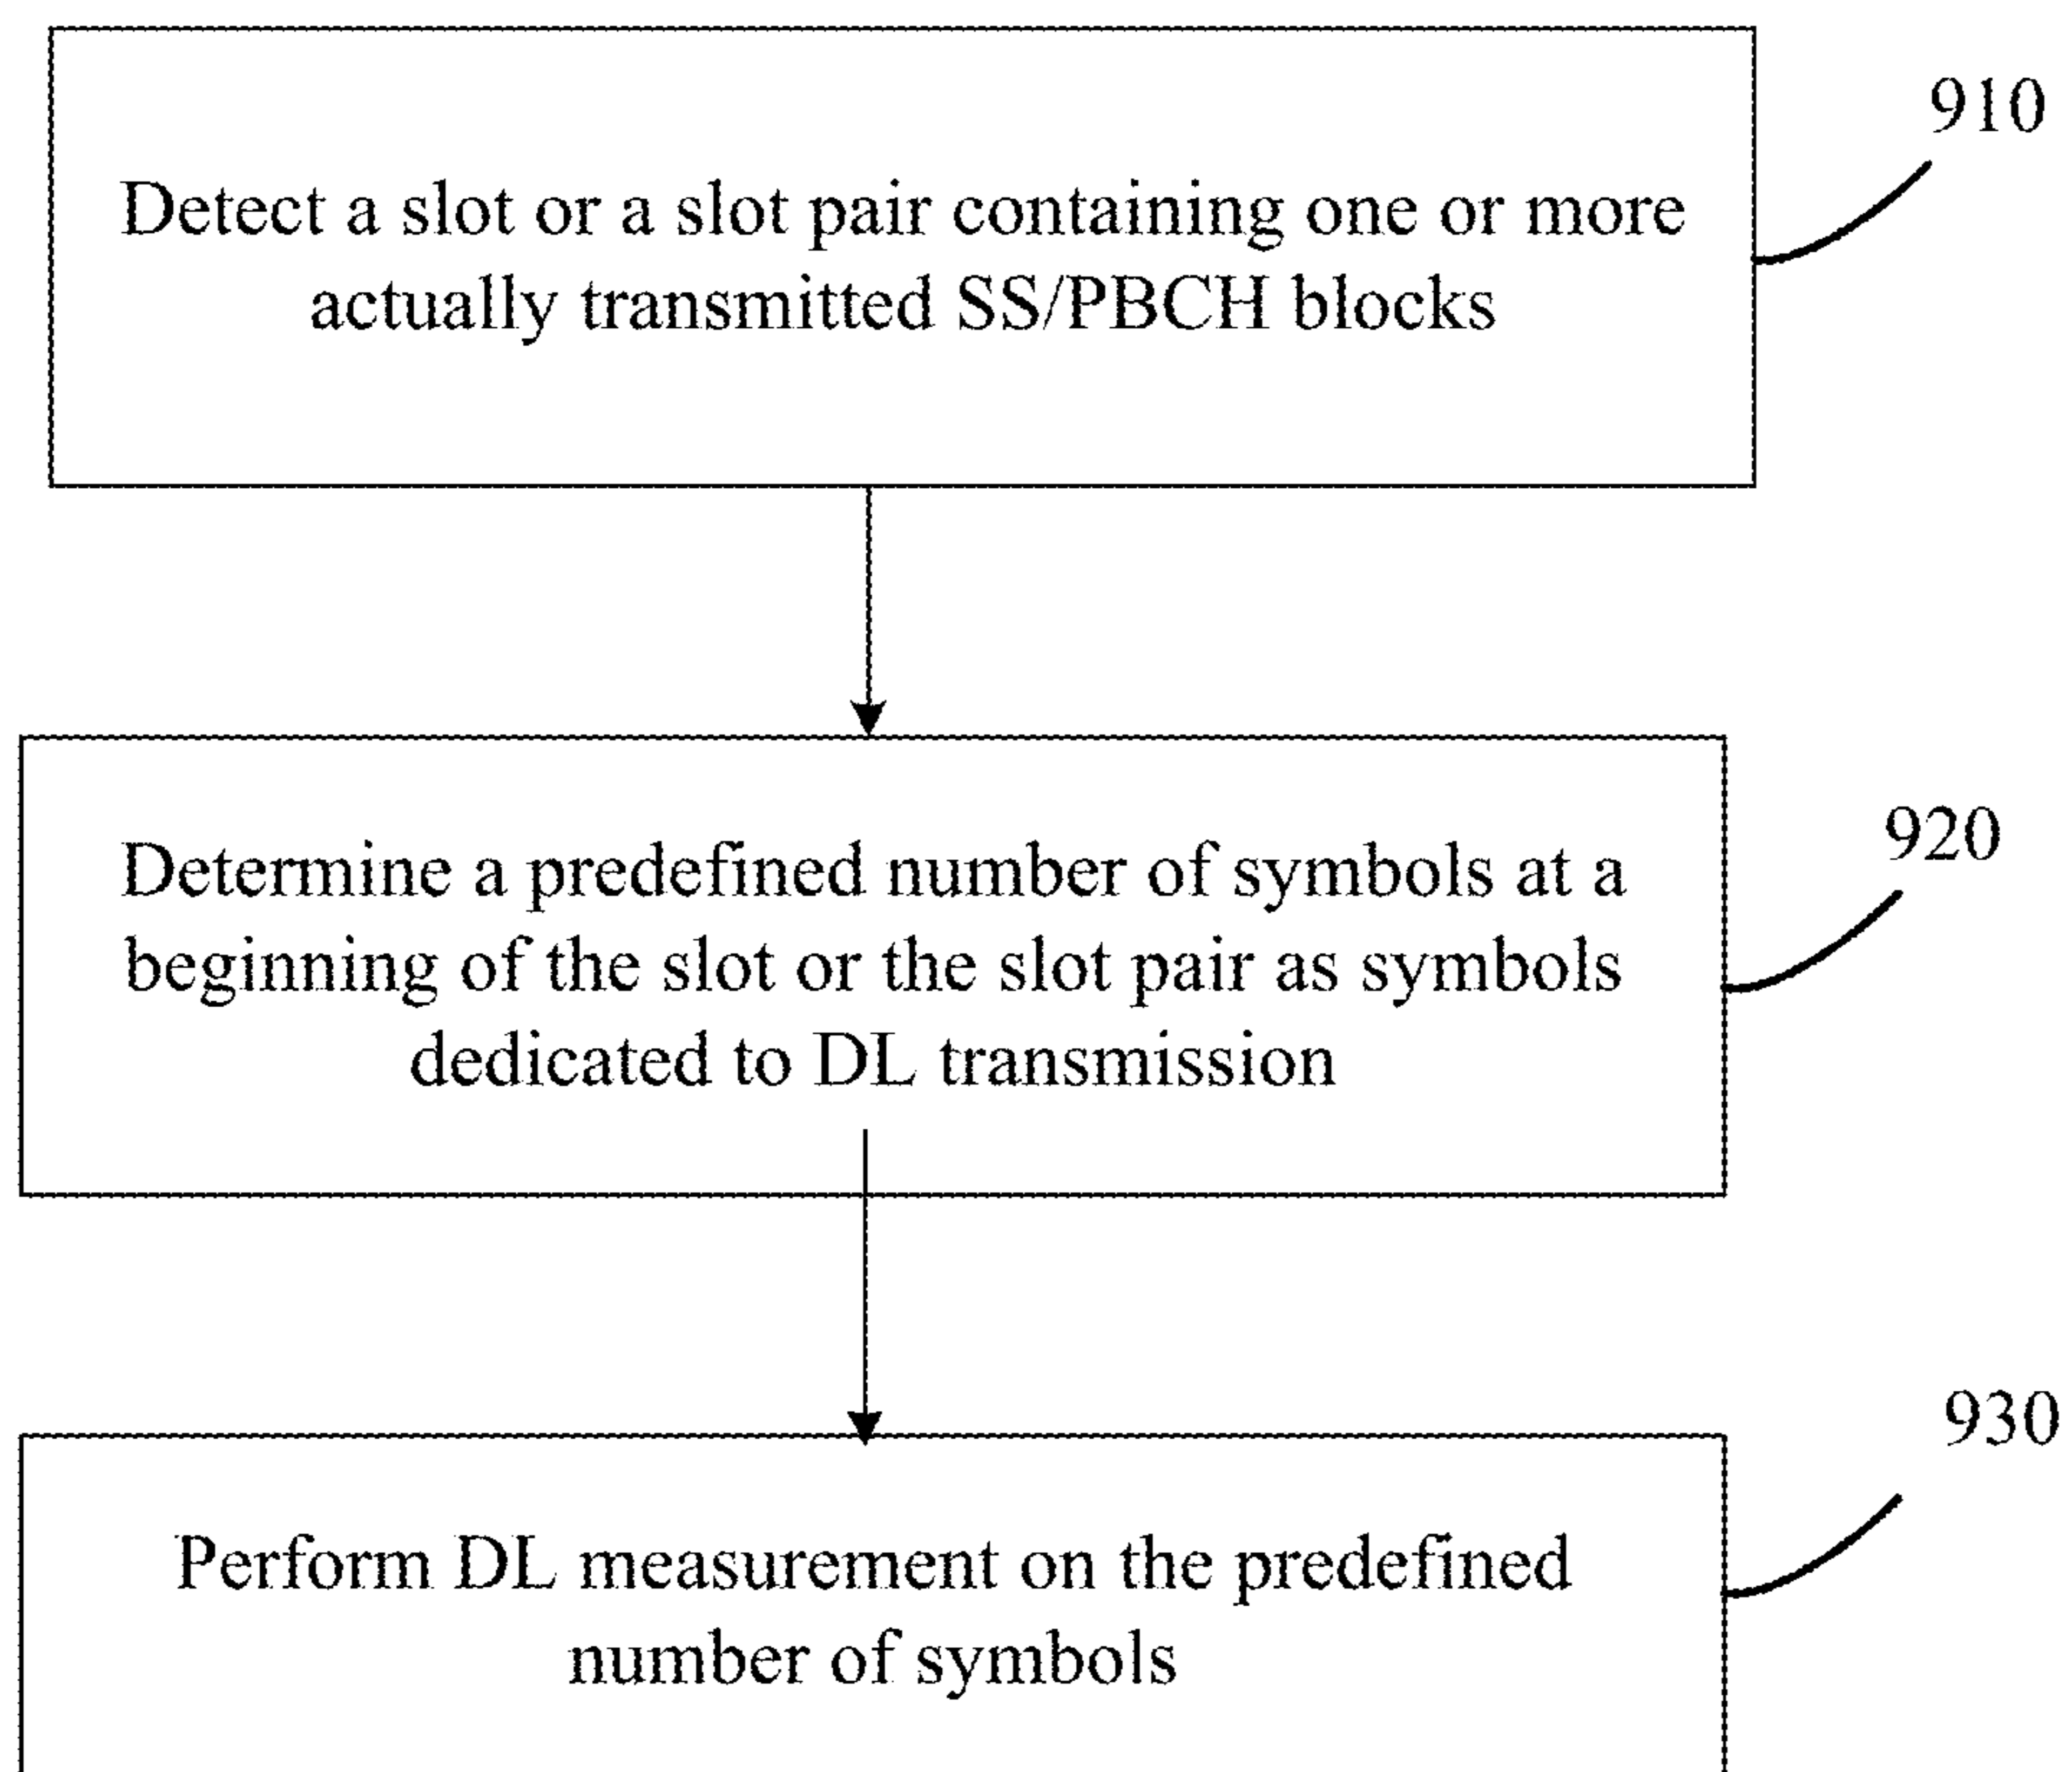 910
Detect a slot or a slot pair containing one or more
actually transmitted SS/PBCH blocks
920
Determine a predefined number of symbols at a
beginning of the slot or the slot pair as symbols
dedicated to DL transmission
930
Perform DL measurement on the predefined
number of symbols